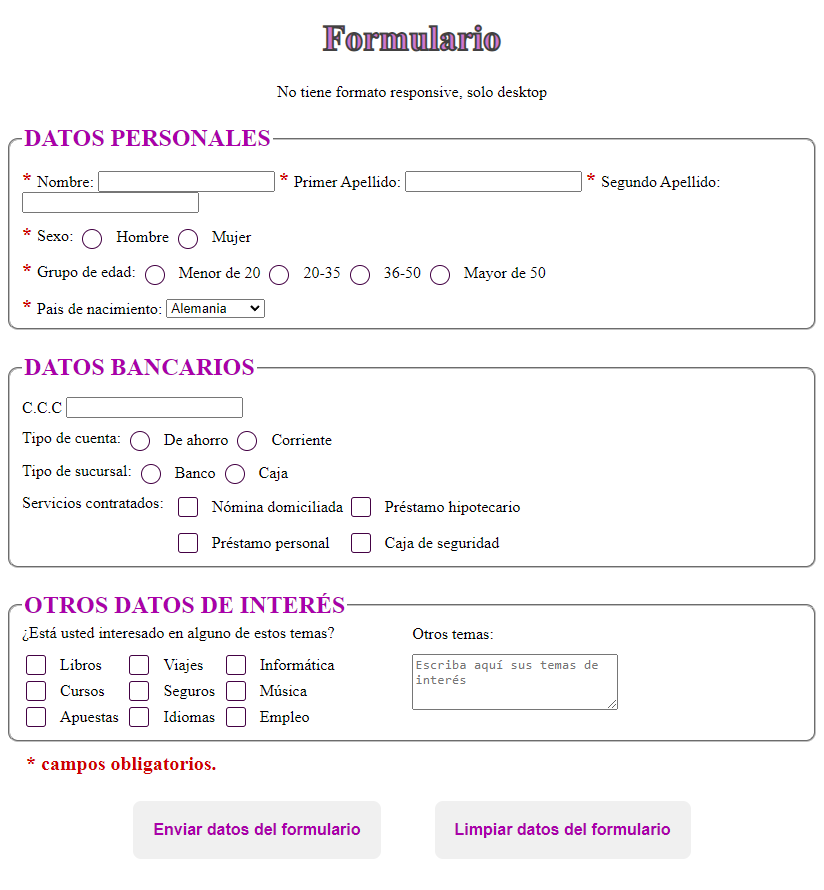 Formulario
No tiene formato responsive, solo desktop
DATOS PERSONALES
* Nombre: * Primer Apellido: * Segundo Apellido:
* Sexo: Hombre Mujer
* Grupo de edad: Menor de 20 20-35 36-50 Mayor de 50
* Pais de nacimiento: Alemania
DATOS BANCARIOS
C.C.C
Tipo de cuenta: De ahorro Corriente
Tipo de sucursal: Banco Caja
Servicios contratados: Nómina domiciliada Préstamo hipotecario
Préstamo personal Caja de seguridad
OTROS DATOS DE INTERÉS
¿Está usted interesado en alguno de estos temas?
Libros Viajes Informática
Cursos Seguros Música
Apuestas Idiomas Empleo
Otros temas:
Escriba aquí sus temas de
interés
* campos obligatorios.
Enviar datos del formulario Limpiar datos del formulario